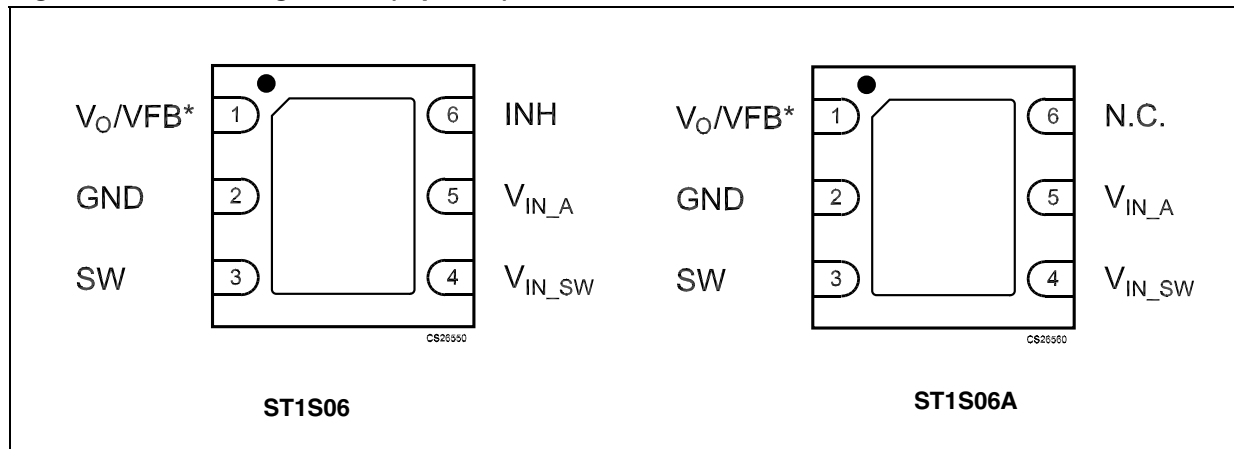 V_O/VFB*
1
6
INH
GND
2
5
V_IN_A
SW
3
4
V_IN_SW
CS26550
ST1S06
V_O/VFB*
1
6
N.C.
GND
2
5
V_IN_A
SW
3
4
V_IN_SW
CS26560
ST1S06A